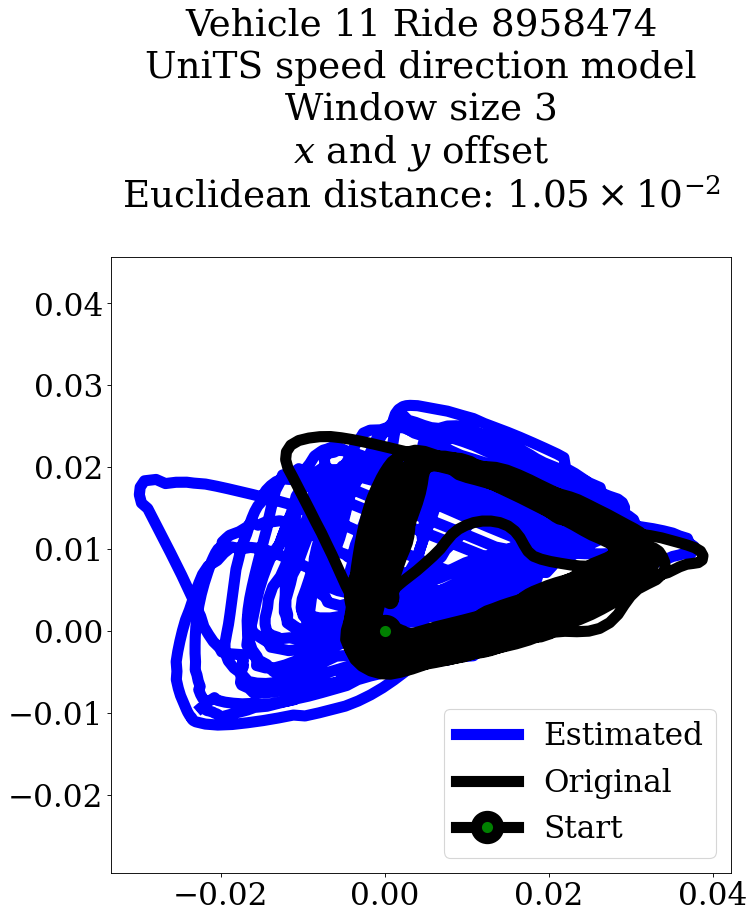 Vehicle 11 Ride 8958474
UniTS speed direction model
Window size 3
x and y offset
Euclidean distance: 1.05 × 10⁻²
0.04
0.03
0.02
0.01
0.00
−0.01
−0.02
Estimated
Original
Start
−0.02 0.00 0.02 0.04